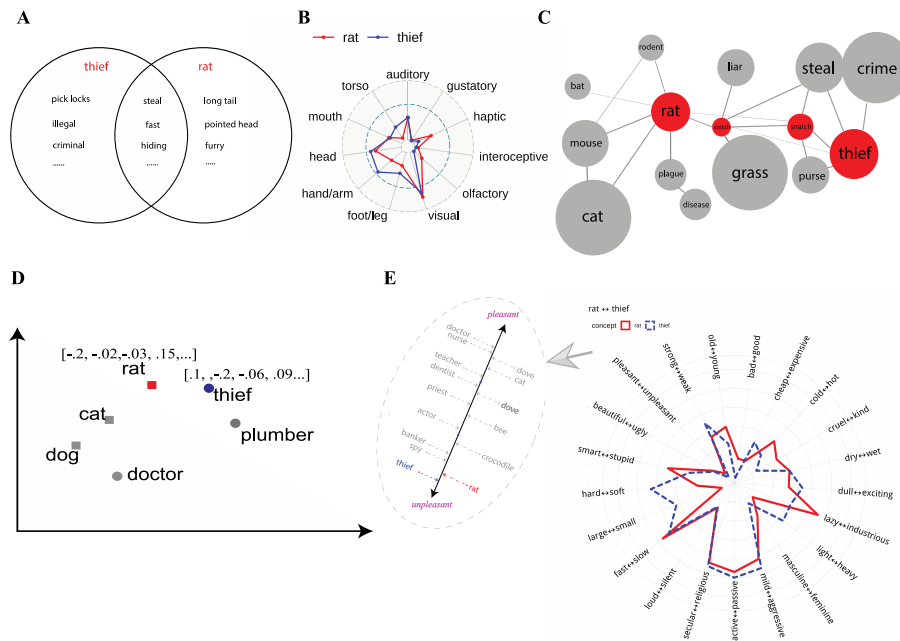 A
thief
rat
pick locks
illegal
criminal
......
steal
fast
hiding
......
long tail
pointed head
furry
.....
B
rat
thief
auditory
gustatory
haptic
interoceptive
olfactory
visual
foot/leg
hand/arm
head
mouth
torso
C
rodent
bat
rat
mouse
cat
plague
disease
liar
snitch
grass
steal
crime
snatch
thief
purse
D
[-.2, -.02,-.03, .15,...]
rat
[.1, ,-.2, -.06, .09...]
thief
cat
plumber
dog
doctor
E
pleasant
doctor
nurse
dove
cat
teacher
dentist
priest
dove
actor
bee
banker
spy
crocodile
thief
rat
unpleasant
rat ↔ thief
concept rat thief
old↔young
bad↔good
cheap↔expensive
cold↔hot
cruel↔kind
dry↔wet
dull↔exciting
lazy↔industrious
light↔heavy
masculine↔feminine
mild↔aggressive
active↔passive
secular↔religious
loud↔silent
fast↔slow
large↔small
hard↔soft
smart↔stupid
beautiful↔ugly
pleasant↔unpleasant
strong↔weak